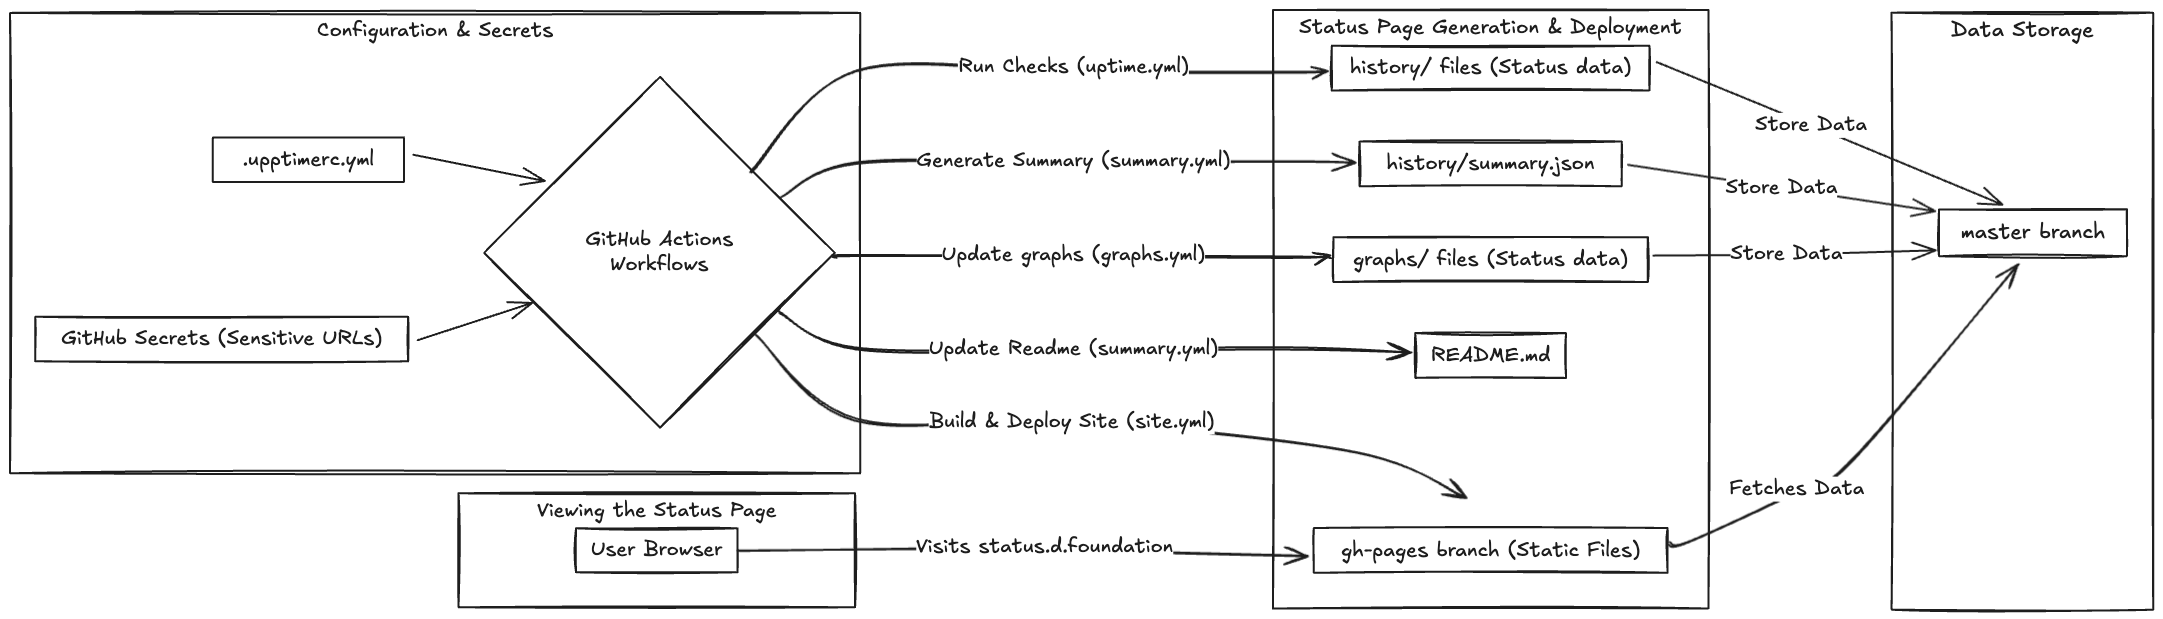 Configuration & Secrets
.upptimerc.yml
GitHub Secrets (Sensitive URLs)
GitHub Actions
Workflows
Run Checks (uptime.yml)
Generate Summary (summary.yml)
Update graphs (graphs.yml)
Update Readme (summary.yml)
Build & Deploy Site (site.yml)
Viewing the Status Page
User Browser
Visits status.d.foundation
Status Page Generation & Deployment
history/ files (Status data)
history/summary.json
graphs/ files (Status data)
README.md
gh-pages branch (Static Files)
Store Data
Store Data
Store Data
Fetches Data
Data Storage
master branch